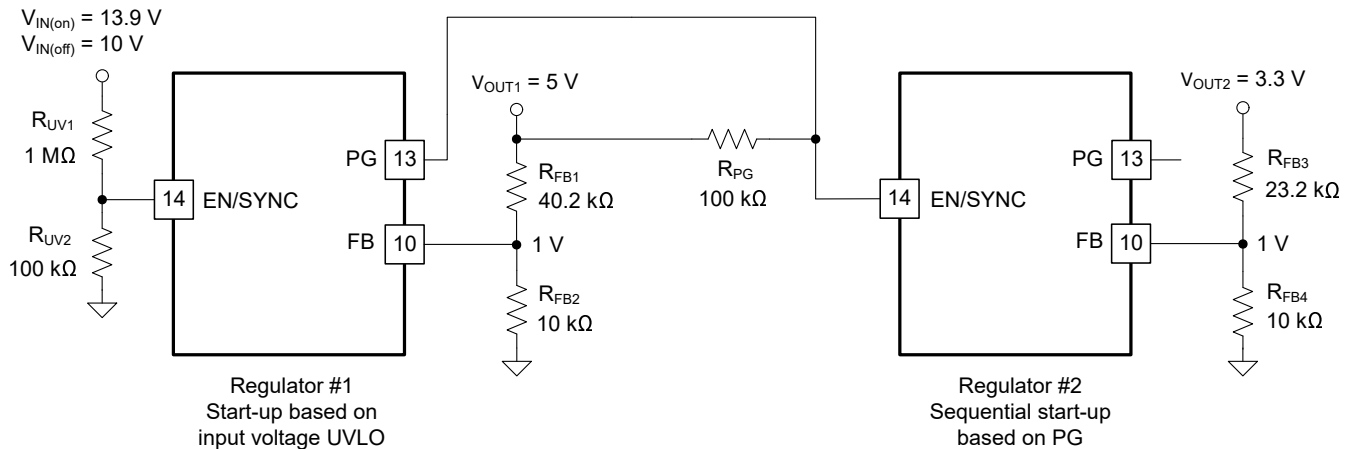 V_IN(on) = 13.9 V
V_IN(off) = 10 V
R_UV1
1 MΩ
R_UV2
100 kΩ
14
EN/SYNC
PG
13
FB
10
V_OUT1 = 5 V
R_FB1
40.2 kΩ
1 V
R_FB2
10 kΩ
R_PG
100 kΩ
14
EN/SYNC
PG
13
FB
10
V_OUT2 = 3.3 V
R_FB3
23.2 kΩ
1 V
R_FB4
10 kΩ
Regulator #1
Start-up based on
input voltage UVLO
Regulator #2
Sequential start-up
based on PG